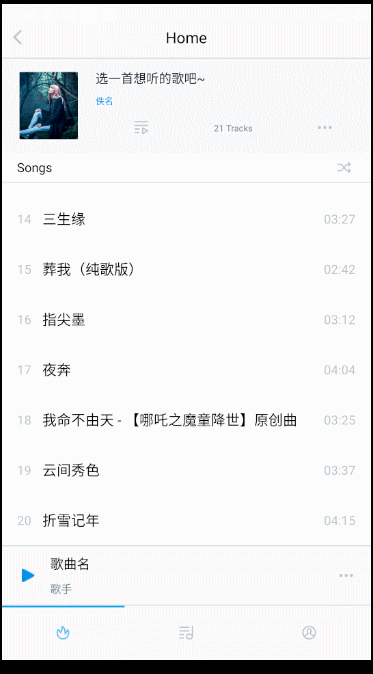 Home
选一首想听的歌吧~
佚名
21 Tracks
Songs
14 三生缘 03:27
15 葬我（纯歌版） 02:42
16 指尖墨 03:12
17 夜奔 04:04
18 我命不由天 - 【哪吒之魔童降世】原创曲 03:25
19 云间秀色 03:37
20 折雪记年 04:15
歌曲名
歌手